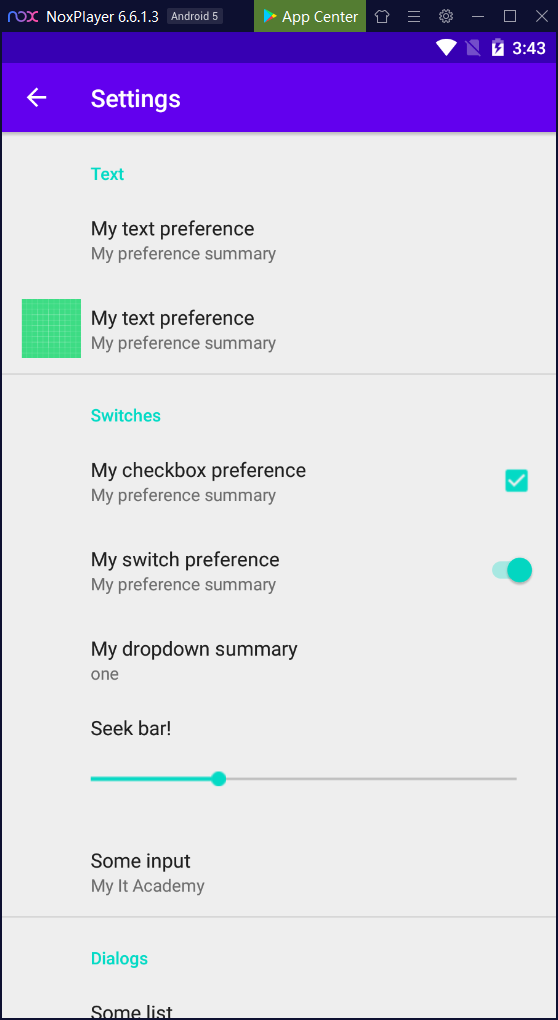 nox NoxPlayer 6.6.1.3 Android 5 App Center
3:43
Settings
Text
My text preference
My preference summary
My text preference
My preference summary
Switches
My checkbox preference
My preference summary
My switch preference
My preference summary
My dropdown summary
one
Seek bar!
Some input
My It Academy
Dialogs
Some list